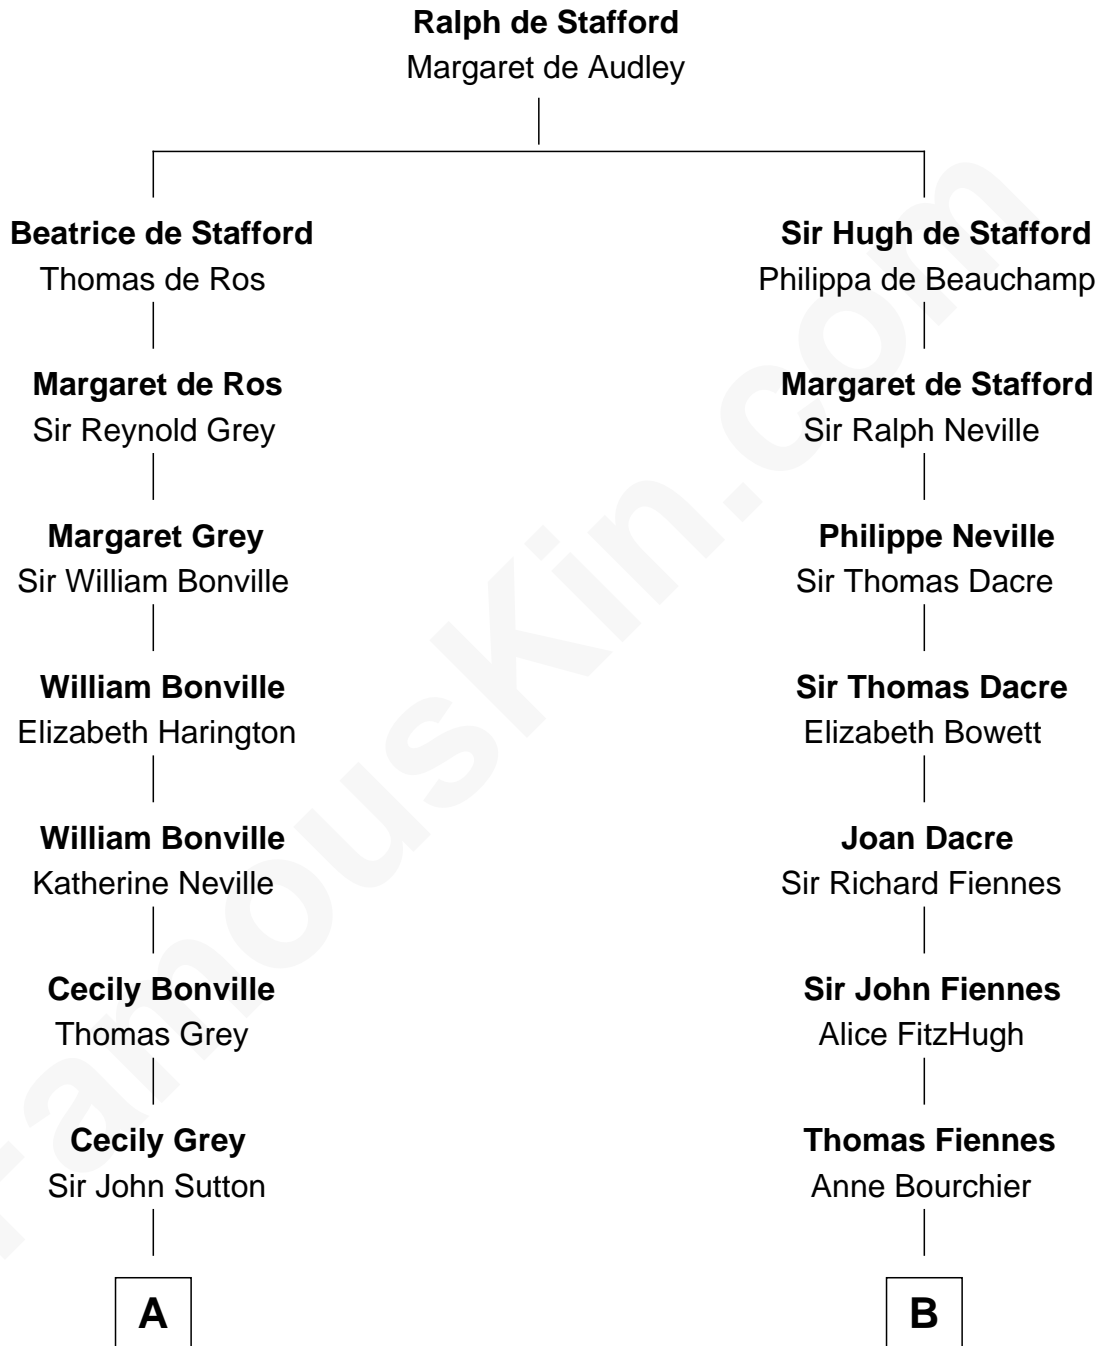 Ralph de Stafford
Margaret de Audley
Beatrice de Stafford
Thomas de Ros
Margaret de Ros
Sir Reynold Grey
Margaret Grey
Sir William Bonville
William Bonville
Elizabeth Harington
William Bonville
Katherine Neville
Cecily Bonville
Thomas Grey
Cecily Grey
Sir John Sutton
A
Sir Hugh de Stafford
Philippa de Beauchamp
Margaret de Stafford
Sir Ralph Neville
Philippe Neville
Sir Thomas Dacre
Sir Thomas Dacre
Elizabeth Bowett
Joan Dacre
Sir Richard Fiennes
Sir John Fiennes
Alice FitzHugh
Thomas Fiennes
Anne Bourchier
B
FamousKin.com